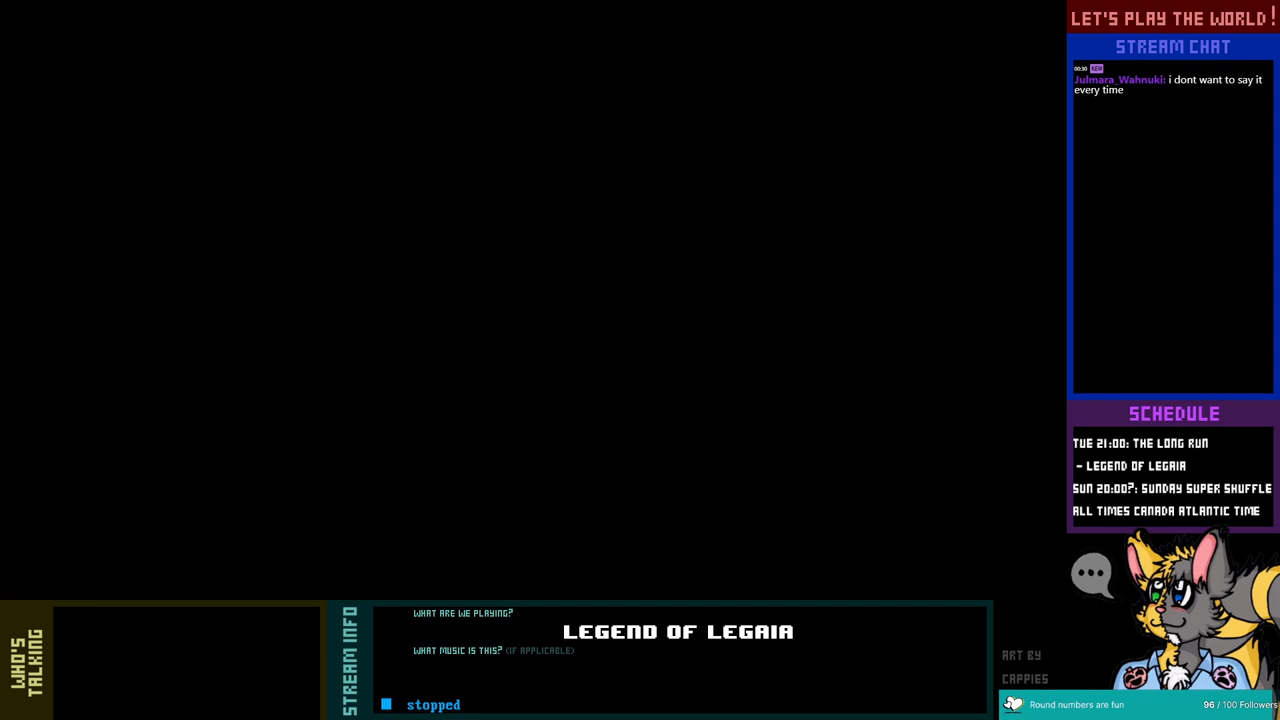 LET'S PLAY THE WORLD!
STREAM CHAT
00:30 NEW
Julmara_Wahnuki: i dont want to say it
every time
SCHEDULE
TUE 21:00: THE LONG RUN
- LEGEND OF LEGAIA
SUN 20:00?: SUNDAY SUPER SHUFFLE
ALL TIMES CANADA ATLANTIC TIME
WHO'S
TALKING
STREAM INFO
WHAT ARE WE PLAYING?
LEGEND OF LEGAIA
WHAT MUSIC IS THIS? (IF APPLICABLE)
stopped
ART BY
CAPPIES
Round numbers are fun
96 / 100 Followers